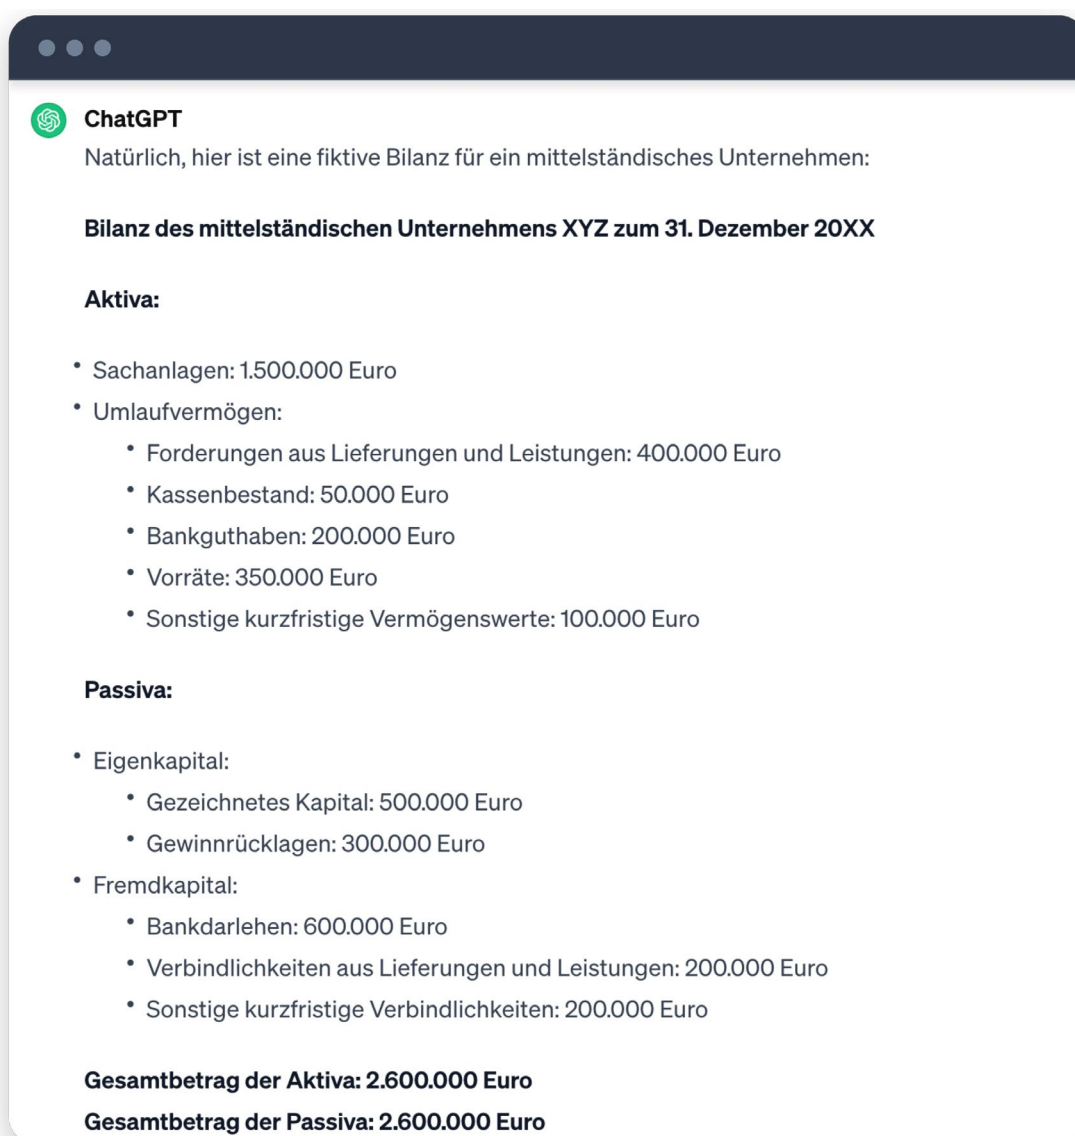 ChatGPT
Natürlich, hier ist eine fiktive Bilanz für ein mittelständisches Unternehmen:
Bilanz des mittelständischen Unternehmens XYZ zum 31. Dezember 20XX
Aktiva:
• Sachanlagen: 1.500.000 Euro
• Umlaufvermögen:
• Forderungen aus Lieferungen und Leistungen: 400.000 Euro
• Kassenbestand: 50.000 Euro
• Bankguthaben: 200.000 Euro
• Vorräte: 350.000 Euro
• Sonstige kurzfristige Vermögenswerte: 100.000 Euro
Passiva:
• Eigenkapital:
• Gezeichnetes Kapital: 500.000 Euro
• Gewinnrücklagen: 300.000 Euro
• Fremdkapital:
• Bankdarlehen: 600.000 Euro
• Verbindlichkeiten aus Lieferungen und Leistungen: 200.000 Euro
• Sonstige kurzfristige Verbindlichkeiten: 200.000 Euro
Gesamtbetrag der Aktiva: 2.600.000 Euro
Gesamtbetrag der Passiva: 2.600.000 Euro